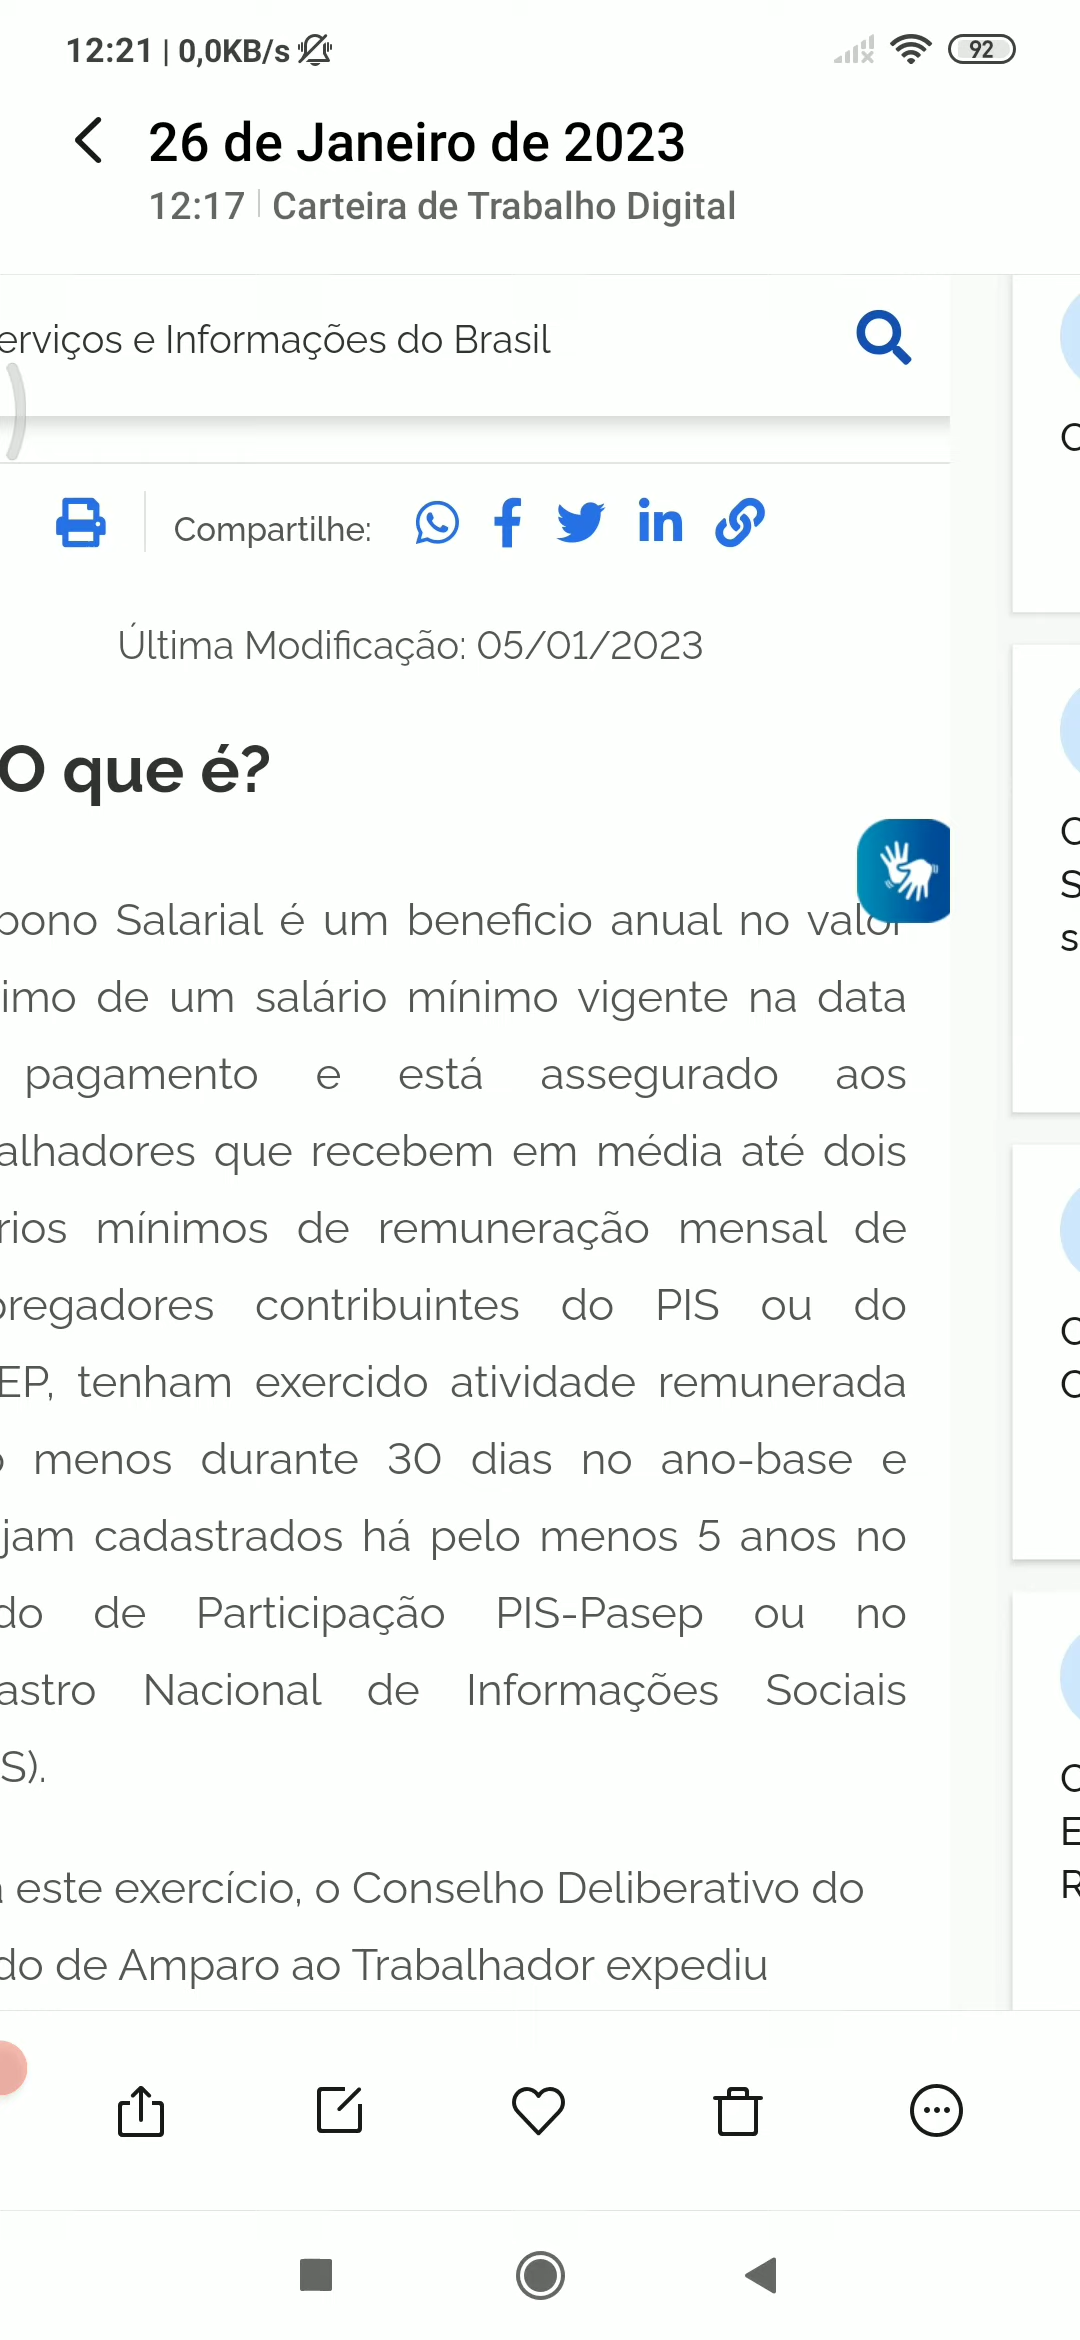 12:21 | 0,0KB/s
92
26 de Janeiro de 2023
12:17 | Carteira de Trabalho Digital
erviços e Informações do Brasil
Compartilhe:
Última Modificação: 05/01/2023
O que é?
bono Salarial é um beneficio anual no valor
imo de um salário mínimo vigente na data
pagamento e está assegurado aos
alhadores que recebem em média até dois
rios mínimos de remuneração mensal de
pregadores contribuintes do PIS ou do
EP, tenham exercido atividade remunerada
o menos durante 30 dias no ano-base e
jam cadastrados há pelo menos 5 anos no
do de Participação PIS-Pasep ou no
astro Nacional de Informações Sociais
S).
a este exercício, o Conselho Deliberativo do
do de Amparo ao Trabalhador expediu